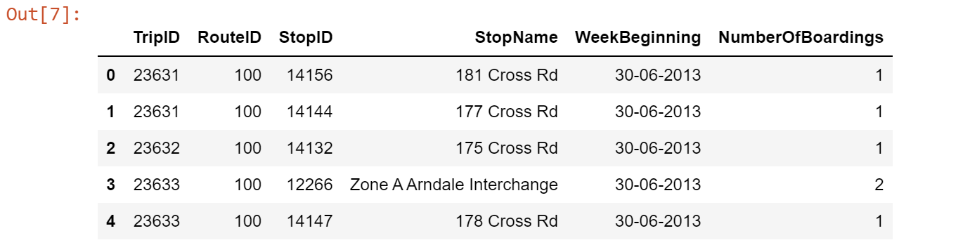 Out[7]:
TripID RouteID StopID StopName WeekBeginning NumberOfBoardings
0 23631 100 14156 181 Cross Rd 30-06-2013 1
1 23631 100 14144 177 Cross Rd 30-06-2013 1
2 23632 100 14132 175 Cross Rd 30-06-2013 1
3 23633 100 12266 Zone A Arndale Interchange 30-06-2013 2
4 23633 100 14147 178 Cross Rd 30-06-2013 1